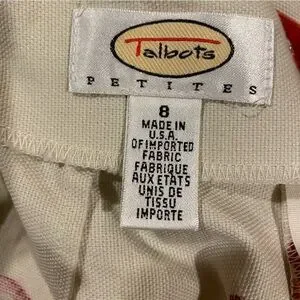 Talbots
PETITES
8
MADE IN
U.S.A.
OF IMPORTED
FABRIC
FABRIQUE
AUX ETATS
UNIS DE
TISSU
IMPORTE